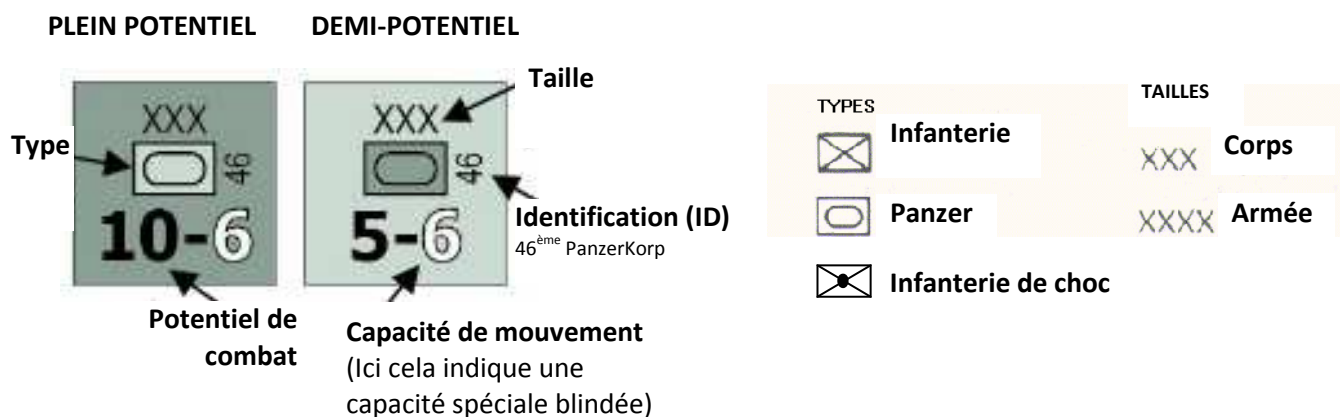 PLEIN POTENTIEL DEMI-POTENTIEL
Taille
XXX XXX
Type
46 46
10-6 5-6
Identification (ID)
46ème PanzerKorp
Potentiel de
combat
Capacité de mouvement
(Ici cela indique une
capacité spéciale blindée)
TYPES TAILLES
Infanterie XXX Corps
Panzer XXXX Armée
Infanterie de choc